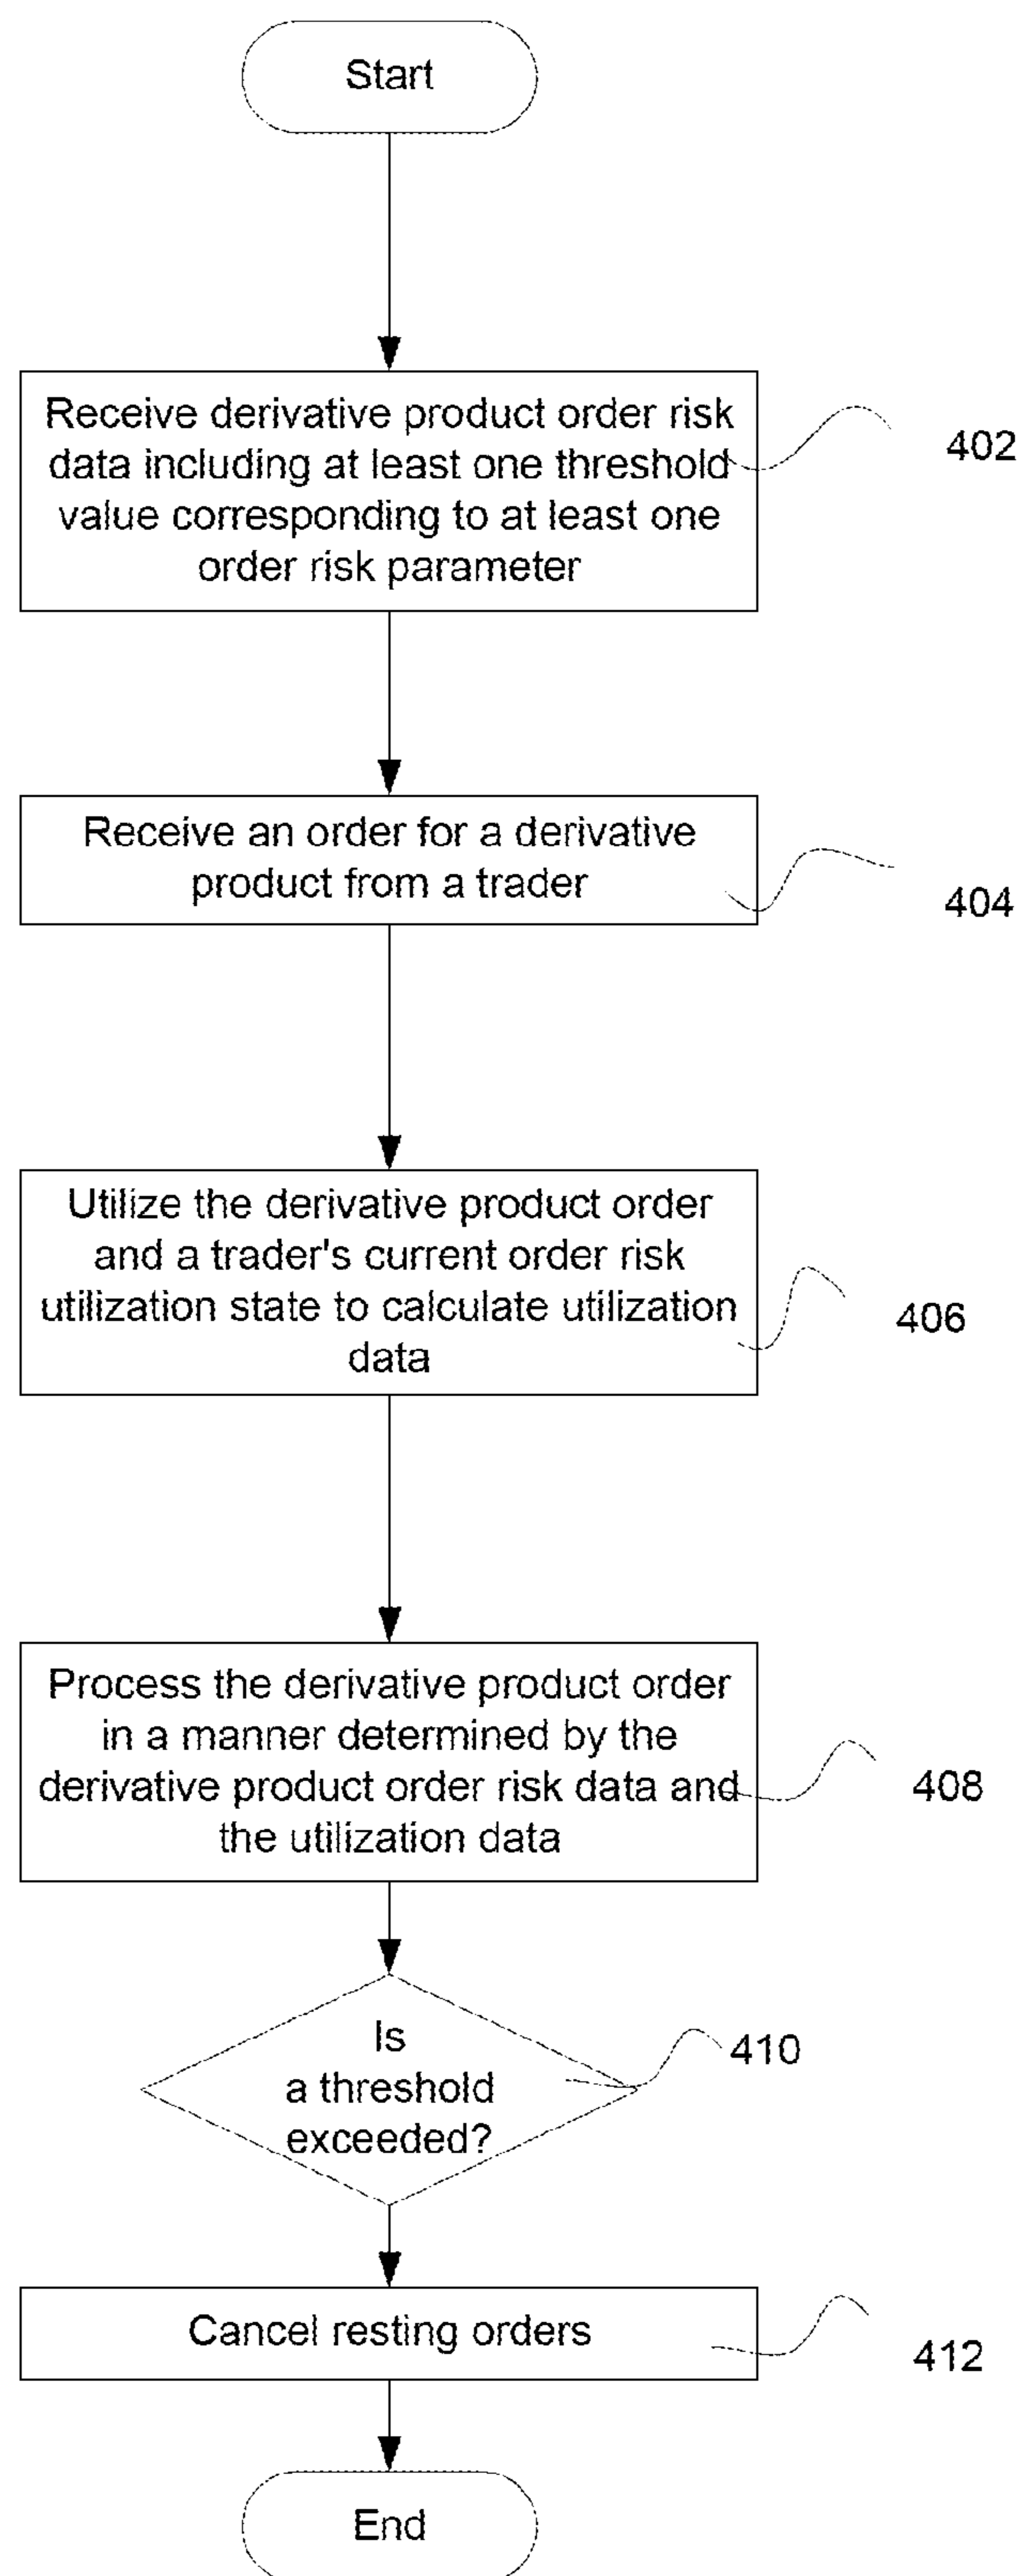 Start
Receive derivative product order risk
data including at least one threshold
value corresponding to at least one
order risk parameter
402
Receive an order for a derivative
product from a trader
404
Utilize the derivative product order
and a trader's current order risk
utilization state to calculate utilization
data
406
Process the derivative product order
in a manner determined by the
derivative product order risk data and
the utilization data
408
Is
a threshold
exceeded?
410
Cancel resting orders
412
End